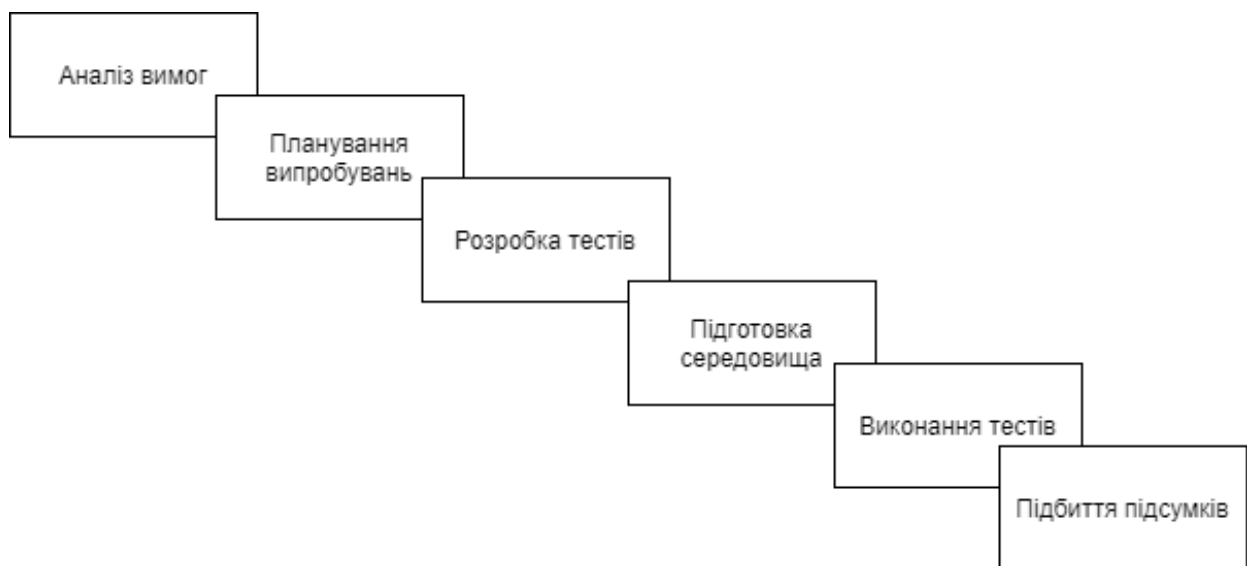 Аналіз вимог
Планування
випробувань
Розробка тестів
Підготовка
середовища
Виконання тестів
Підбиття підсумків